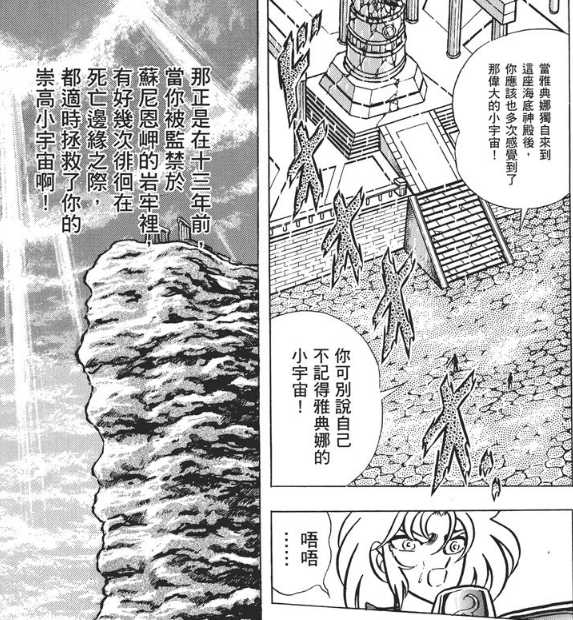 當雅典娜獨自來到
這座海底神殿後，
你應該也多次感覺到了
那偉大的小宇宙！
你可別說自己
不記得雅典娜的
小宇宙！
唔唔
……
那正是在十三年前，
當你被監禁於
蘇尼恩岬的岩牢裡！
有好幾次徘徊在
死亡邊緣之際，
都適時拯救了你的
崇高小宇宙啊！